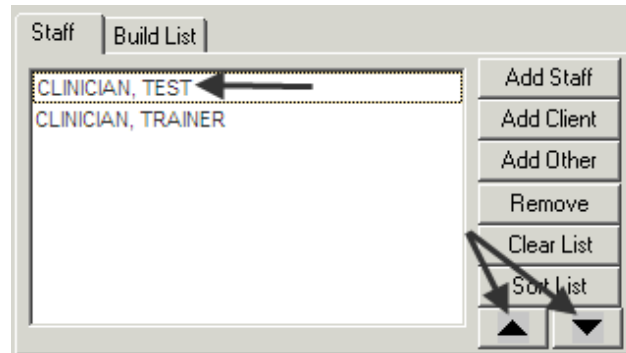 Staff
Build List
CLINICIAN, TEST
CLINICIAN, TRAINER
Add Staff
Add Client
Add Other
Remove
Clear List
Sort List